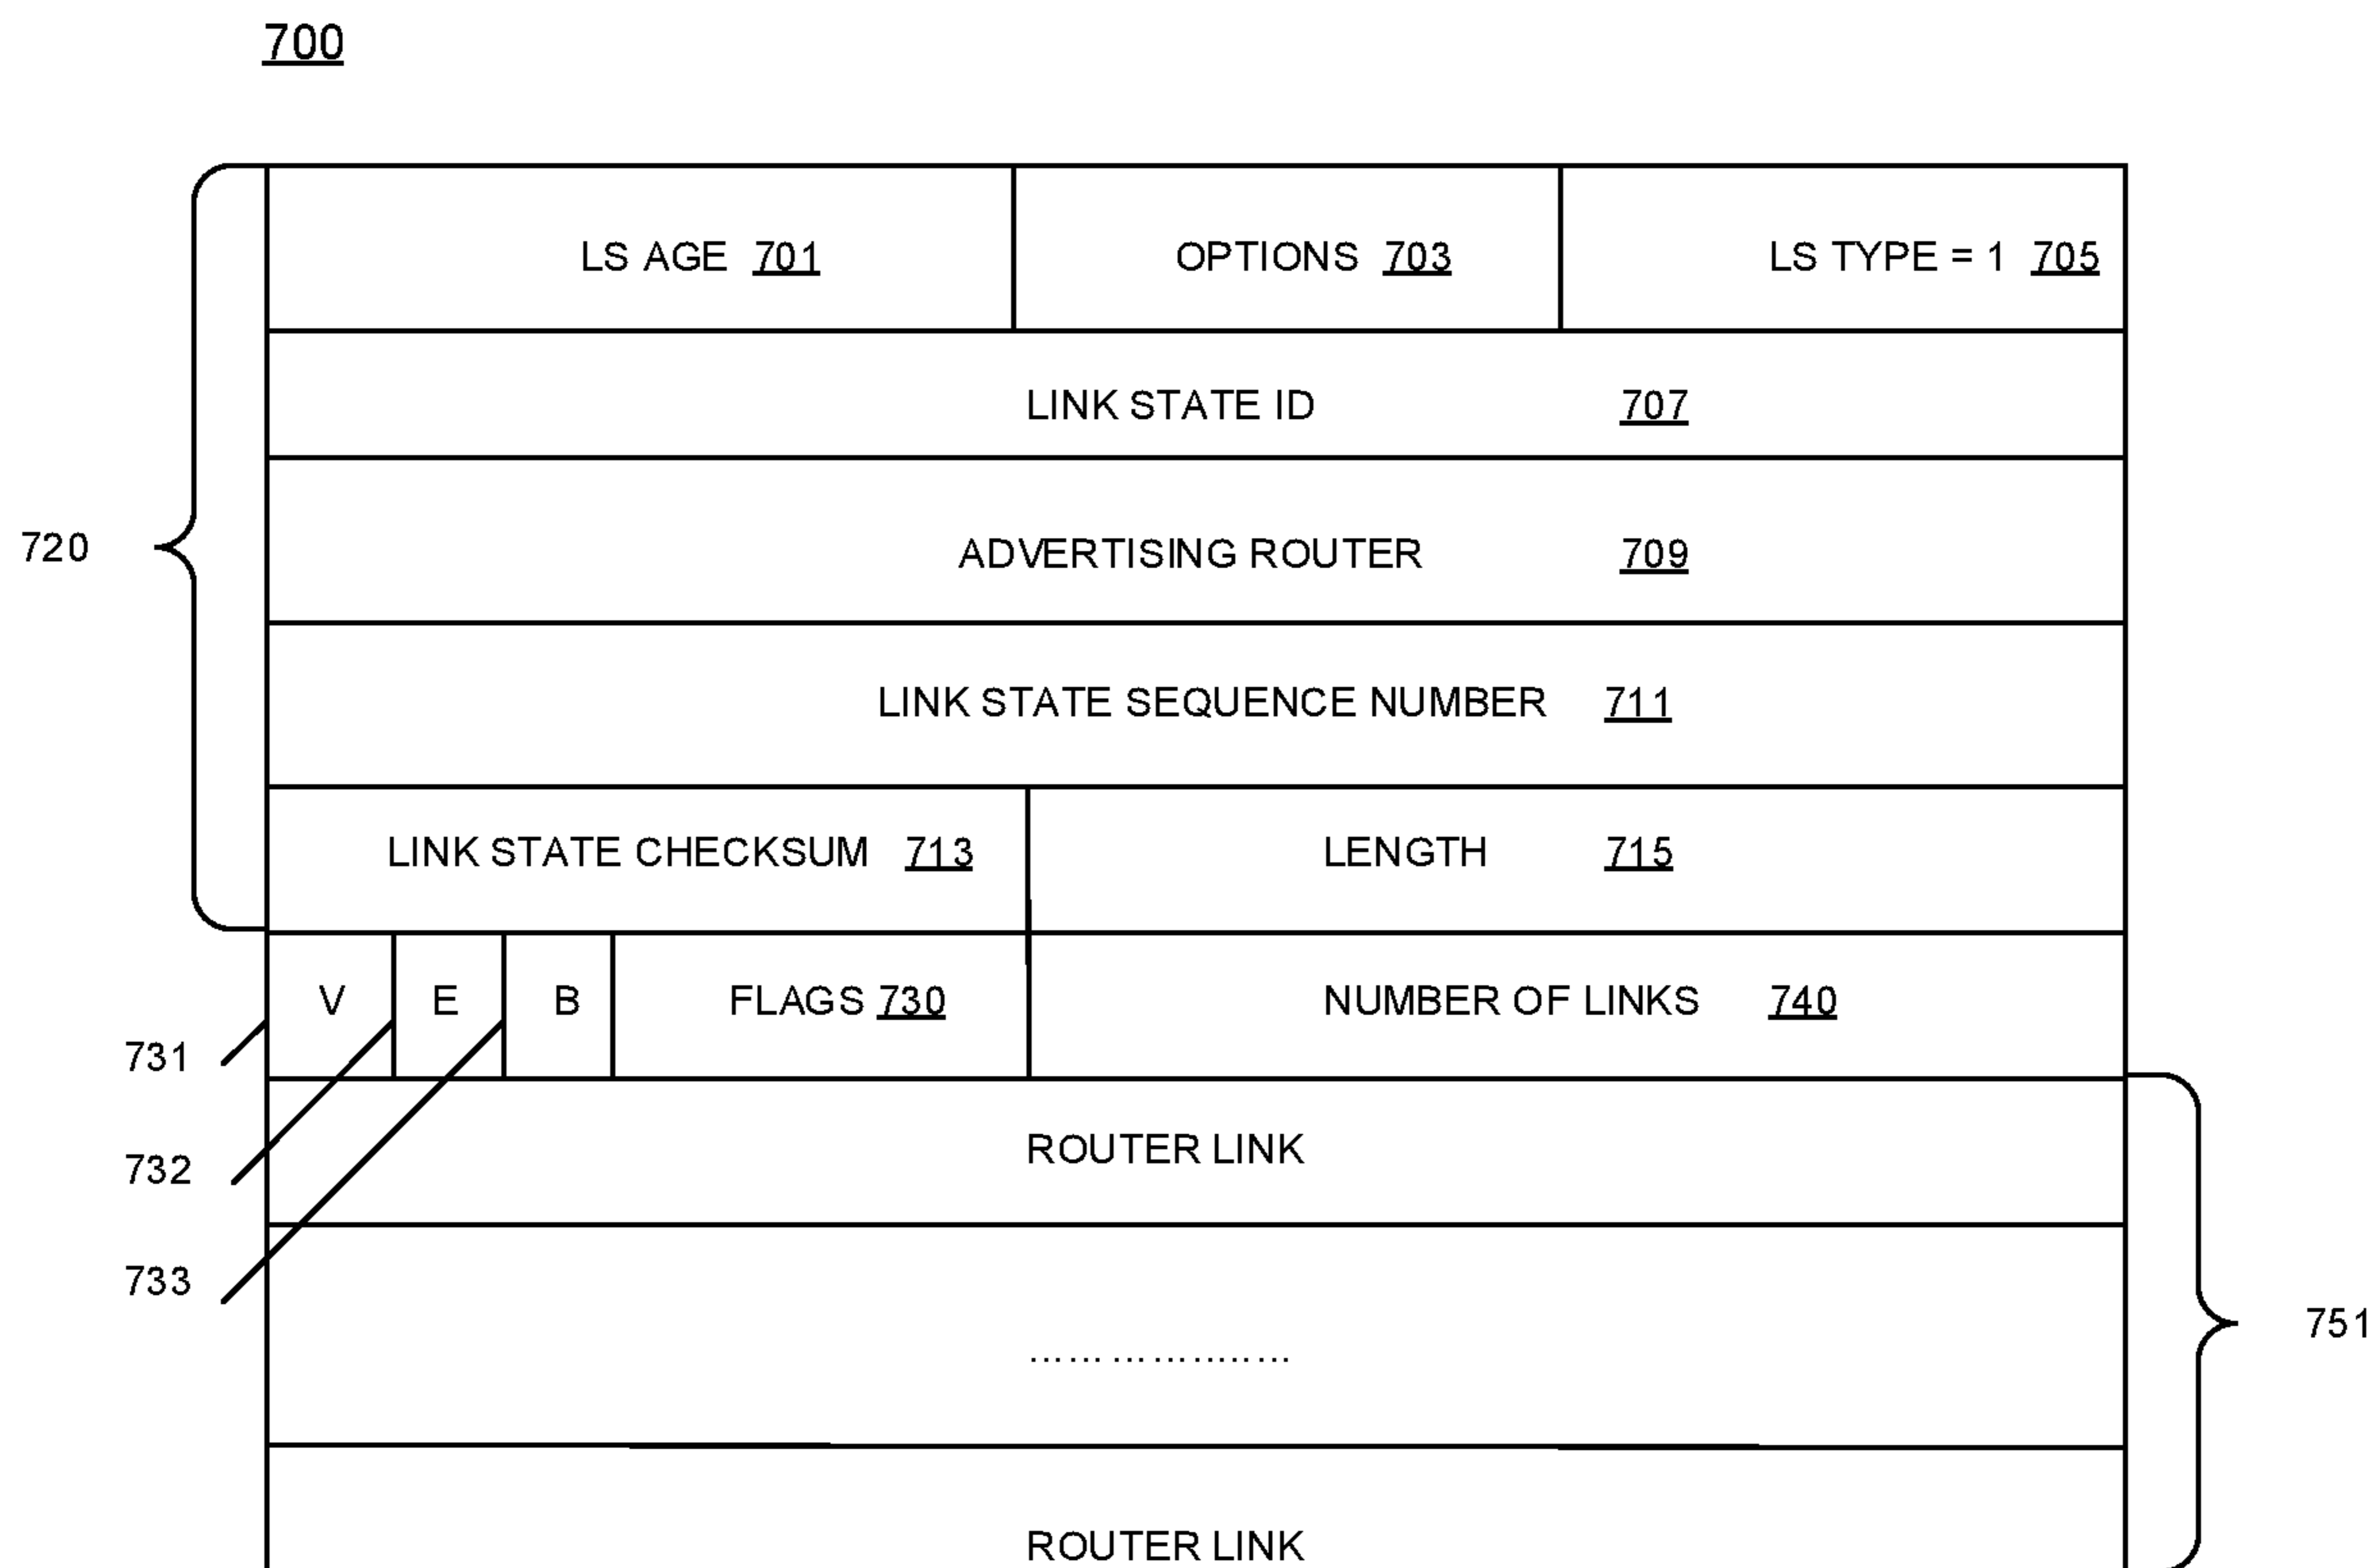 700
LS AGE 701 OPTIONS 703 LS TYPE = 1 705
LINK STATE ID 707
720
ADVERTISING ROUTER 709
LINK STATE SEQUENCE NUMBER 711
LINK STATE CHECKSUM 713 LENGTH 715
V E B FLAGS 730 NUMBER OF LINKS 740
731
ROUTER LINK
732
733
751
.....................
ROUTER LINK